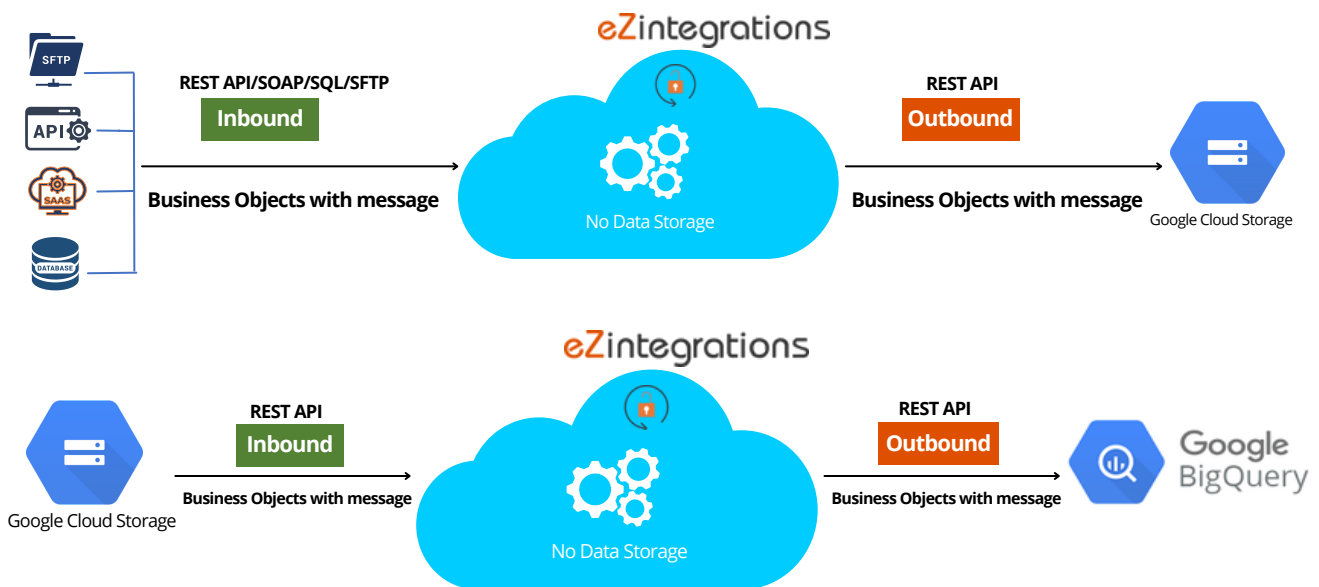 eZintegrations
SFTP
REST API/SOAP/SQL/SFTP
REST API
Inbound
Outbound
API
SAAS
Business Objects with message
Business Objects with message
No Data Storage
Google Cloud Storage
DATABASE
eZintegrations
REST API
REST API
Inbound
Outbound
Google
BigQuery
Business Objects with message
Business Objects with message
Google Cloud Storage
No Data Storage